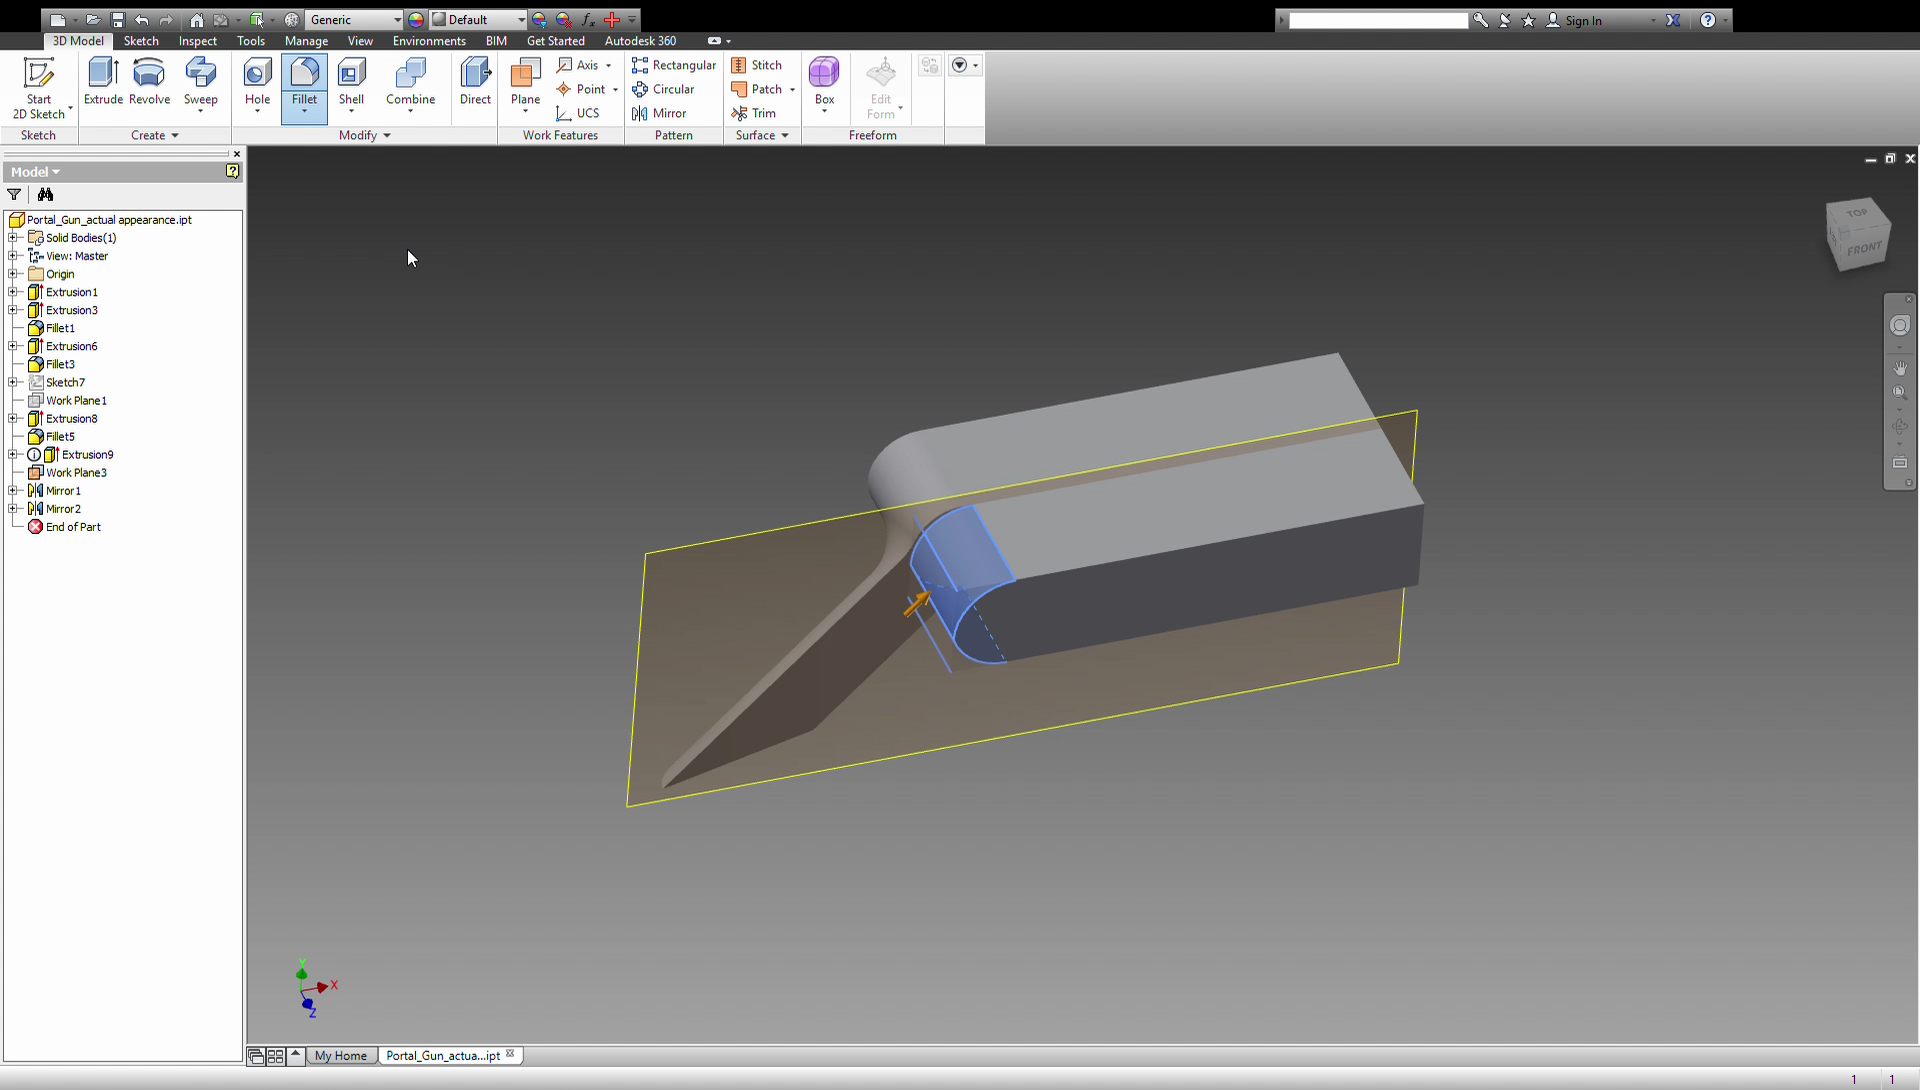 Generic
Default
Sign In
3D Model Sketch Inspect Tools Manage View Environments BIM Get Started Autodesk 360
Start
2D Sketch
Extrude Revolve Sweep
Hole Fillet Shell Combine
Direct
Plane
Axis
Point
UCS
Rectangular
Circular
Mirror
Stitch
Patch
Trim
Box
Edit
Form
Sketch Create Modify Work Features Pattern Surface Freeform
Model
Portal_Gun_actual appearance.ipt
Solid Bodies(1)
View: Master
Origin
Extrusion1
Extrusion3
Fillet1
Extrusion6
Fillet3
Sketch7
Work Plane1
Extrusion8
Fillet5
Extrusion9
Work Plane3
Mirror1
Mirror2
End of Part
TOP
FRONT
Y
X
Z
My Home
Portal_Gun_actua...ipt
1 1